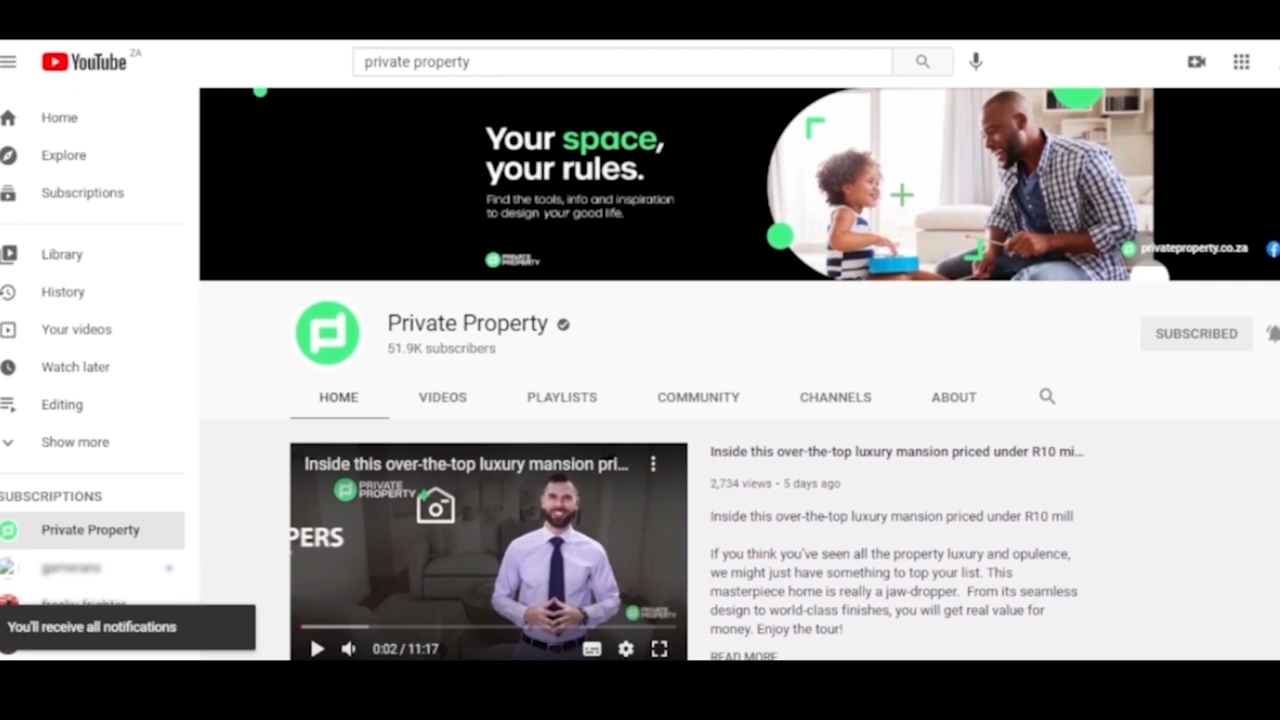 YouTube ZA
private property
Home
Explore
Subscriptions
Library
History
Your videos
Watch later
Editing
Show more
SUBSCRIPTIONS
Private Property
You'll receive all notifications
Your space,
your rules.
Find the tools, info and inspiration
to design your good life.
PRIVATE
PROPERTY
privateproperty.co.za
Private Property
51.9K subscribers
SUBSCRIBED
HOME VIDEOS PLAYLISTS COMMUNITY CHANNELS ABOUT
Inside this over-the-top luxury mansion pri...
PRIVATE
PROPERTY
PERS
PRIVATE
PROPERTY
0:02 / 11:17
Inside this over-the-top luxury mansion priced under R10 mi...
2,734 views • 5 days ago
Inside this over-the-top luxury mansion priced under R10 mill
If you think you've seen all the property luxury and opulence,
we might just have something to top your list. This
masterpiece home is really a jaw-dropper. From its seamless
design to world-class finishes, you will get real value for
money. Enjoy the tour!
READ MORE